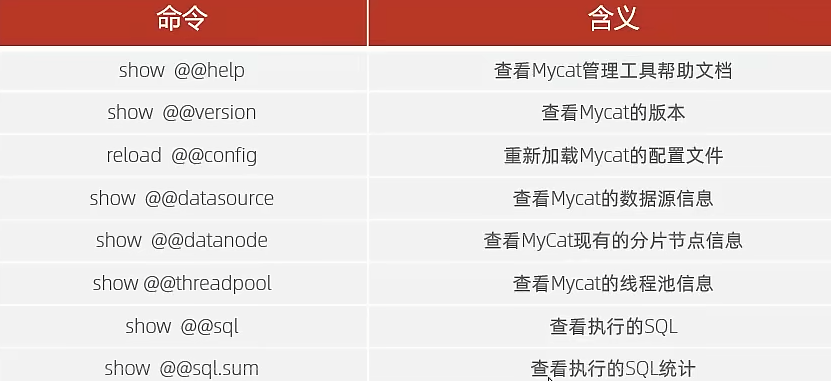 命令 含义
show @@help 查看Mycat管理工具帮助文档
show @@version 查看Mycat的版本
reload @@config 重新加载Mycat的配置文件
show @@datasource 查看Mycat的数据源信息
show @@datanode 查看MyCat现有的分片节点信息
show @@threadpool 查看Mycat的线程池信息
show @@sql 查看执行的SQL
show @@sql.sum 查看执行的SQL统计